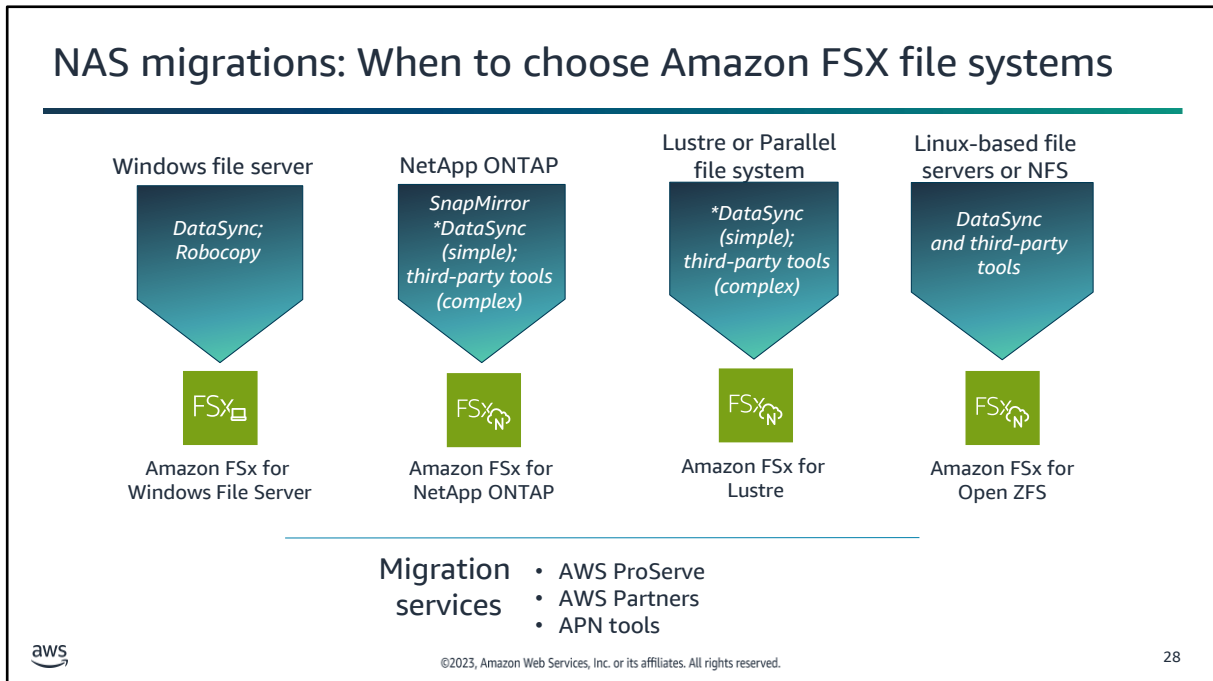 NAS migrations: When to choose Amazon FSX file systems
Windows file server
DataSync;
Robocopy
FSx
Amazon FSx for
Windows File Server
NetApp ONTAP
SnapMirror
*DataSync
(simple);
third-party tools
(complex)
FSx N
Amazon FSx for
NetApp ONTAP
Lustre or Parallel
file system
*DataSync
(simple);
third-party tools
(complex)
FSx N
Amazon FSx for
Lustre
Linux-based file
servers or NFS
DataSync
and third-party
tools
FSx N
Amazon FSx for
Open ZFS
Migration
services
• AWS ProServe
• AWS Partners
• APN tools
aws
©2023, Amazon Web Services, Inc. or its affiliates. All rights reserved.
28